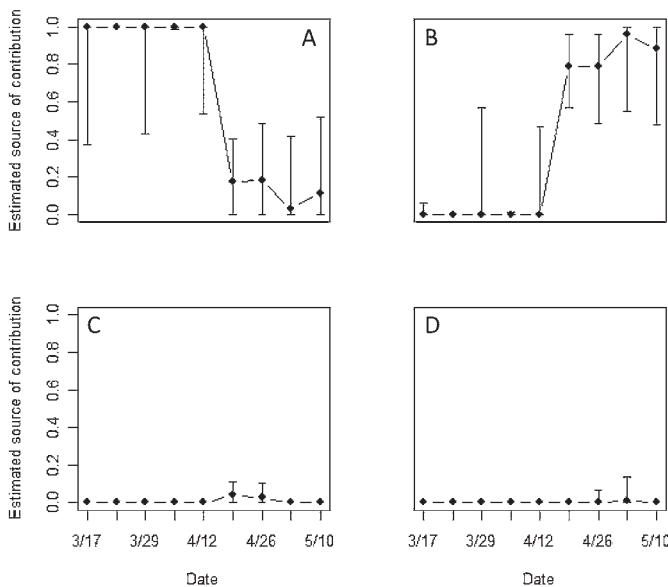 Estimated source of contribution
1.0
0.8
0.6
0.4
0.2
0.0
A
B
Estimated source of contribution
1.0
0.8
0.6
0.4
0.2
0.0
C
D
3/17 3/29 4/12 4/26 5/10
3/17 3/29 4/12 4/26 5/10
Date
Date